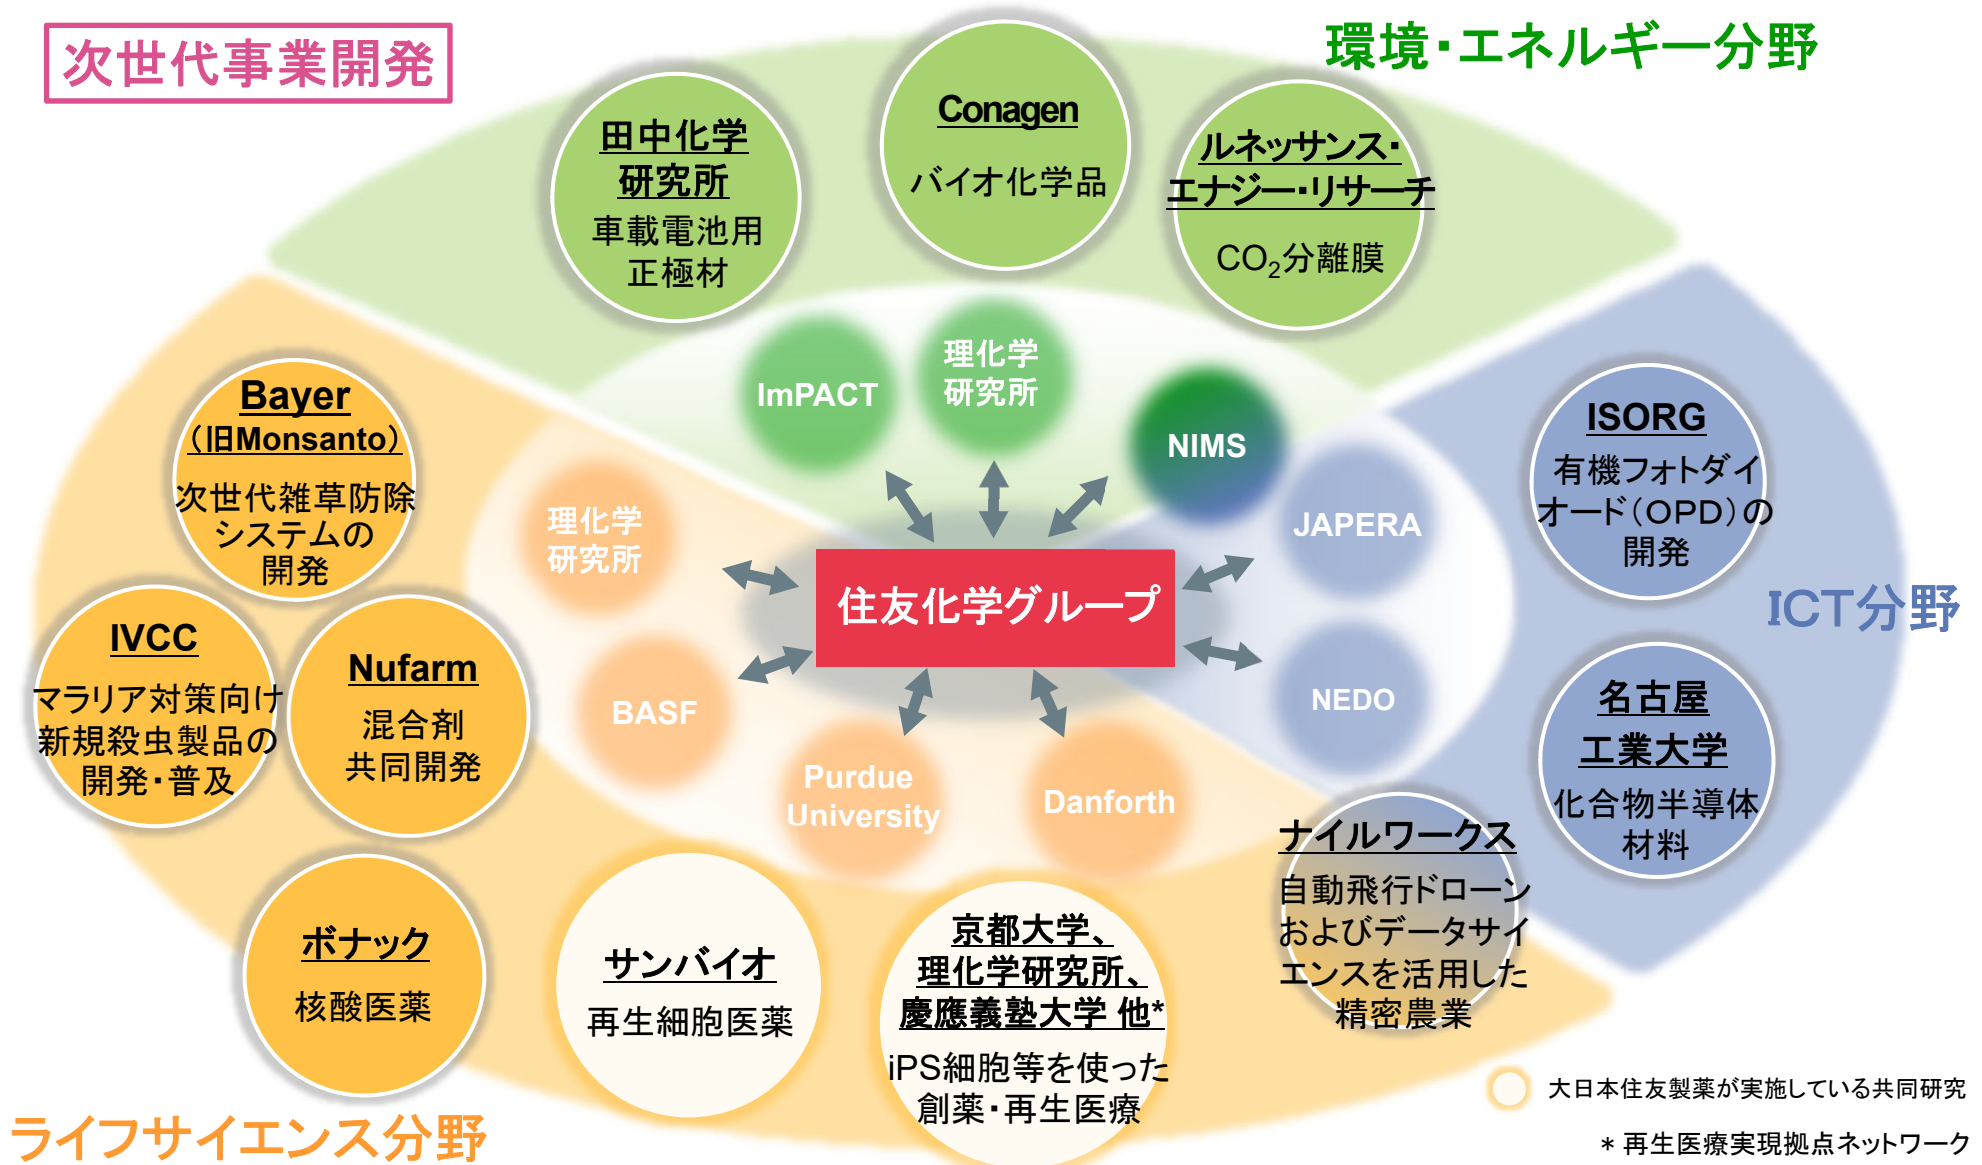 次世代事業開発
環境・エネルギー分野
田中化学
研究所
車載電池用
正極材
Conagen
バイオ化学品
ルネッサンス・
エナジー・リサーチ
CO₂分離膜
ImPACT
理化学
研究所
NIMS
Bayer
（旧Monsanto）
次世代雑草防除
システムの
開発
理化学
研究所
JAPERA
ISORG
有機フォトダイ
オード（OPD）の
開発
住友化学グループ
ICT分野
IVCC
マラリア対策向け
新規殺虫製品の
開発・普及
Nufarm
混合剤
共同開発
BASF
NEDO
名古屋
工業大学
化合物半導体
材料
Purdue
University
Danforth
ナイルワークス
自動飛行ドローン
およびデータサイ
エンスを活用した
精密農業
ボナック
核酸医薬
サンバイオ
再生細胞医薬
京都大学、
理化学研究所、
慶應義塾大学 他*
iPS細胞等を使った
創薬・再生医療
ライフサイエンス分野
大日本住友製薬が実施している共同研究
* 再生医療実現拠点ネットワーク